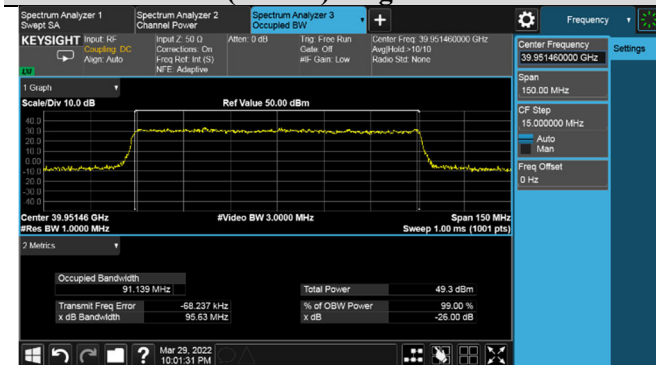 Spectrum Analyzer 1
Swept SA
Spectrum Analyzer 2
Channel Power
Spectrum Analyzer 3
Occupied BW
Frequency
KEYSIGHT
Input: RF
Coupling: DC
Align: Auto
Input Z: 50 Ω
Corrections: On
Freq Ref: Int (S)
NFE: Adaptive
Atten: 0 dB
Trig: Free Run
Gate: Off
#IF Gain: Low
Center Freq: 39.951460000 GHz
Avg|Hold:>10/10
Radio Std: None
Center Frequency
39.951460000 GHz
Settings
Span
150.00 MHz
CF Step
15.000000 MHz
Auto
Man
Freq Offset
0 Hz
1 Graph
Scale/Div 10.0 dB
Ref Value 50.00 dBm
40.0
30.0
20.0
10.0
0.00
-10.0
-20.0
-30.0
-40.0
Center 39.95146 GHz
#Video BW 3.0000 MHz
Span 150 MHz
#Res BW 1.0000 MHz
Sweep 1.00 ms (1001 pts)
2 Metrics
Occupied Bandwidth
91.139 MHz
Total Power
49.3 dBm
Transmit Freq Error
-68.237 kHz
% of OBW Power
99.00 %
x dB Bandwidth
95.63 MHz
x dB
-26.00 dB
?
Mar 29, 2022
10:01:31 PM